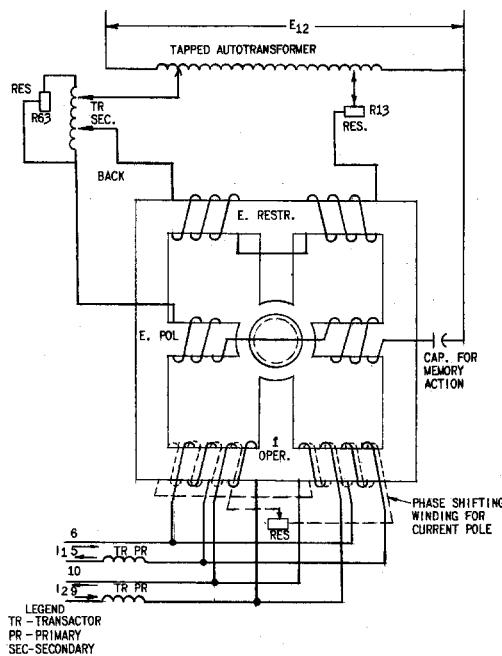 E12
TAPPED AUTOTRANSFORMER
RES
R63
TR
SEC.
R13
RES.
BACK
E. RESTR.
E. POL
CAP. FOR
MEMORY
ACTION
I
OPER.
PHASE SHIFTING
WINDING FOR
CURRENT POLE
RES
6
I1 5
TR PR
10
I2 9
TR PR
LEGEND
TR - TRANSACTOR
PR - PRIMARY
SEC-SECONDARY